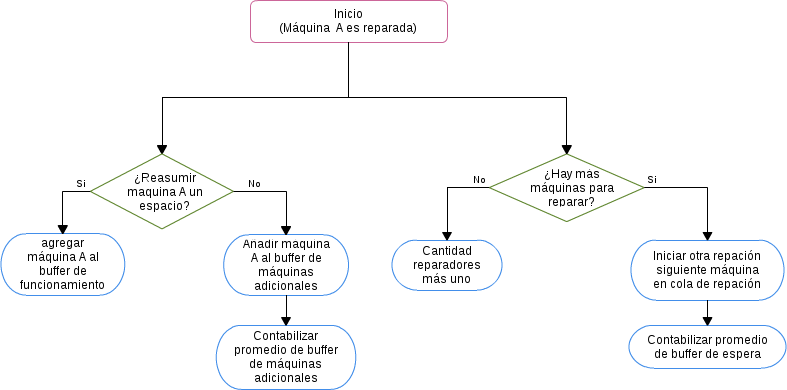 Inicio
(Máquina A es reparada)
¿Reasumir
maquina A un
espacio?
Si
No
¿Hay mas
máquinas para
reparar?
No
Si
agregar
máquina A al
buffer de
funcionamiento
Anadir maquina
A al buffer de
máquinas
adicionales
Cantidad
reparadores
más uno
Iniciar otra repación
siguiente máquina
en cola de repación
Contabilizar
promedio de buffer
de máquinas
adicionales
Contabilizar promedio
de buffer de espera